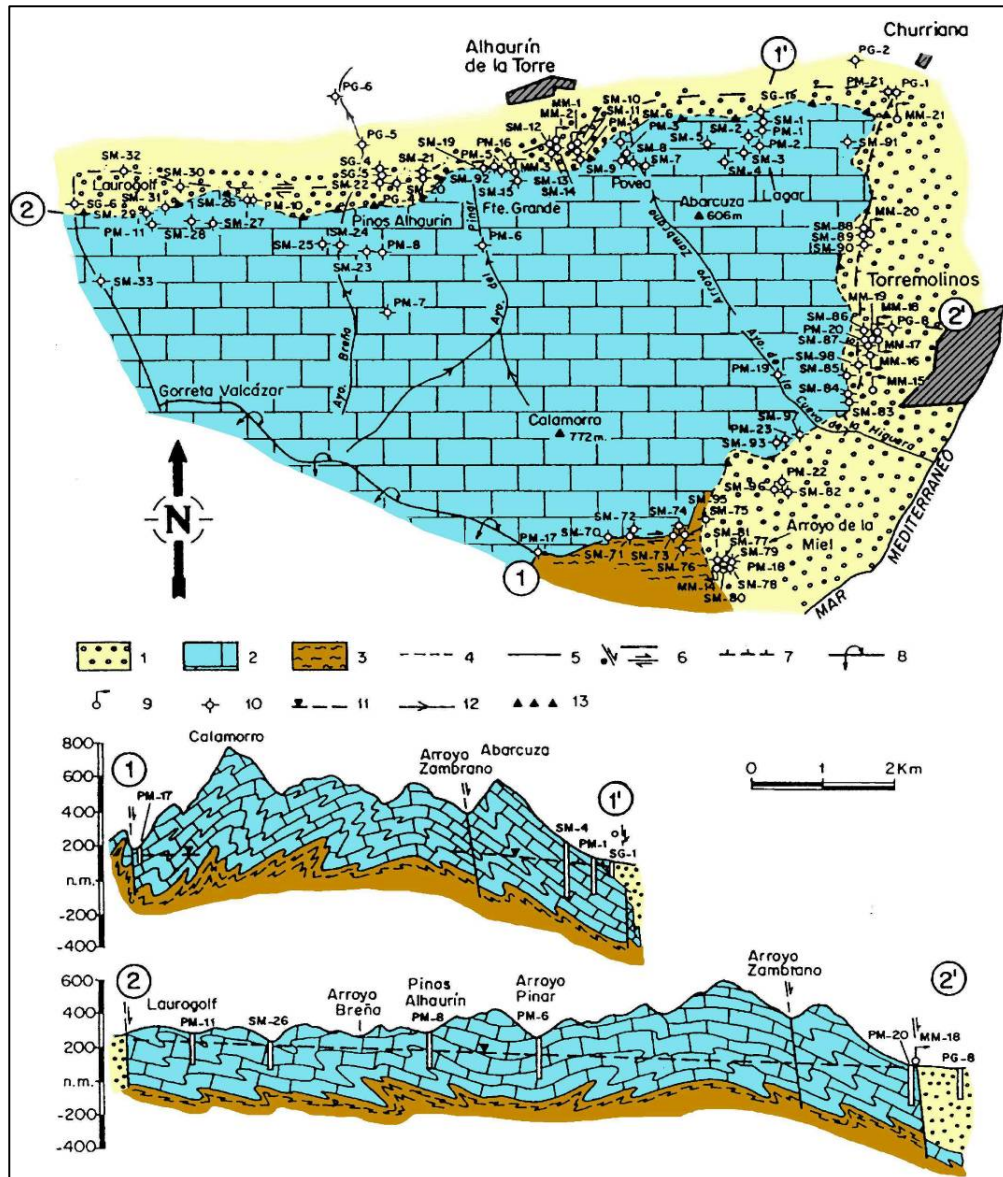 Churriana
PG-2
1'
Alhaurín
de la Torre
PG-6
PM-21
PG-1
MM-21
SG-1
SM-10
MM-1
SM-11
MM-2
SM-6
PM-4
PM-3
SM-12
SM-1
SM-2
PM-1
SM-5
SM-8
PM-2
SM-91
PG-5
SM-19
PM-16
PM-5
SM-21
SG-4
SG-5
SM-22
SM-20
SM-92
SM-15
MM-3
SM-13
SM-14
SM-9
SM-7
SM-3
SM-4
SM-32
SM-30
Laurogolf
SM-31
SM-26
PM-10
Povea
Lagar
Fte. Grande
Abarcuza
606m
2
SG-6
SM-29
PM-11
SM-28
SM-27
Pinos Alhaurín
SM-24
SM-25
PM-8
SM-23
Pinar
PM-6
Ayo. del
Arroyo Zambrano
MM-20
SM-88
SM-89
SM-90
SM-33
PM-7
Torremolinos
MM-19
MM-18
PG-8
2'
SM-86
PM-20
SM-87
MM-17
SM-98
MM-16
SM-85
MM-15
SM-84
SM-83
PM-19
Ayo. Breña
Ayo. de la Cueva de la Higuera
Gorreta Valcázar
Calamorro
772m.
SM-97
PM-23
SM-93
PM-22
SM-96
SM-82
N
SM-95
SM-75
SM-74
SM-72
SM-70
PM-17
SM-71
SM-73
SM-76
SM-81
SM-77
SM-79
PM-18
SM-78
MM-14
SM-80
Arroyo de la
Miel
MAR MEDITERRANEO
1
1 2 3 4 5 6 7 8
9 10 11 12 13
800
600
400
200
n.m.
-200
-400
1
PM-17
Calamorro
Arroyo
Zambrano
Abarcuza
SM-4
PM-1
1'
SG-1
0 1 2 Km
600
400
200
n.m.
-200
-400
2
Laurogolf
PM-11
SM-26
Arroyo
Breña
Pinos
Alhaurín
PM-8
Arroyo
Pinar
PM-6
Arroyo
Zambrano
2'
PM-20
MM-18
PG-8